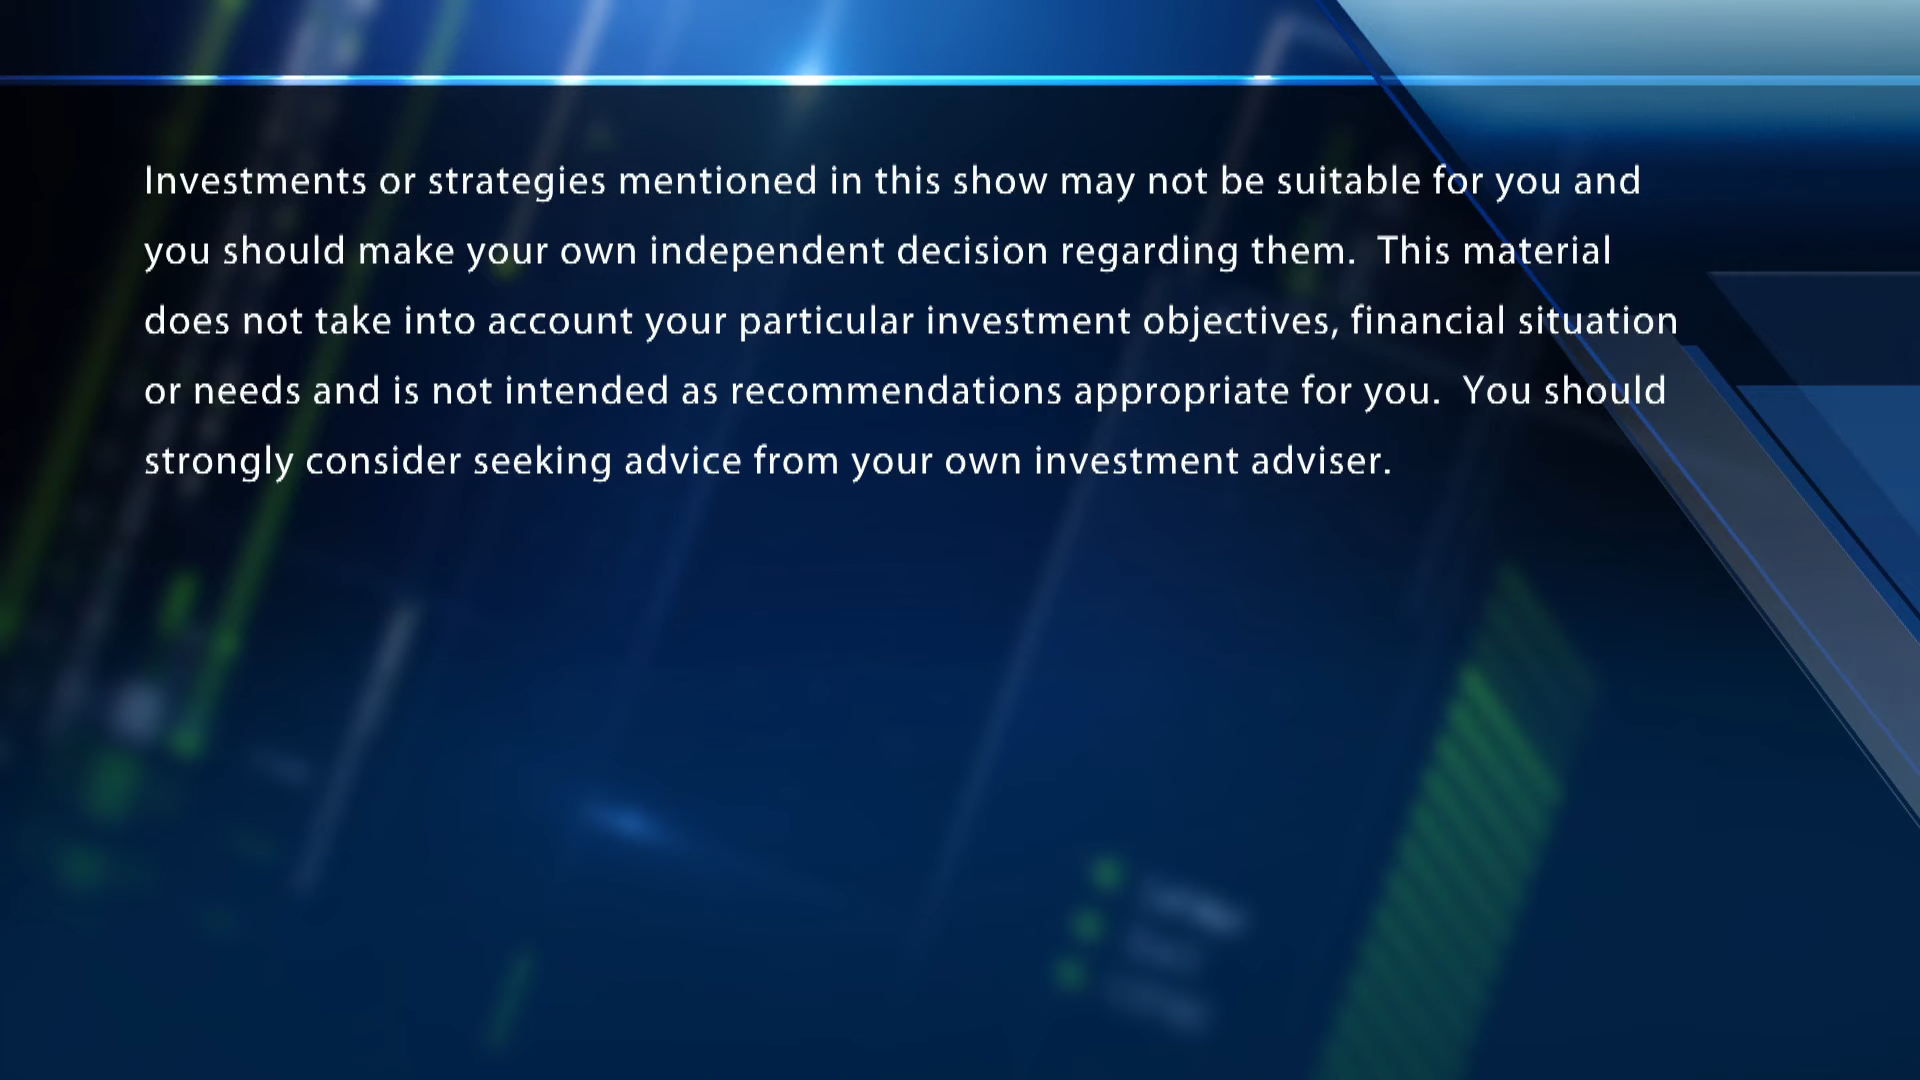 Investments or strategies mentioned in this show may not be suitable for you and
you should make your own independent decision regarding them.  This material
does not take into account your particular investment objectives, financial situation
or needs and is not intended as recommendations appropriate for you.  You should
strongly consider seeking advice from your own investment adviser.